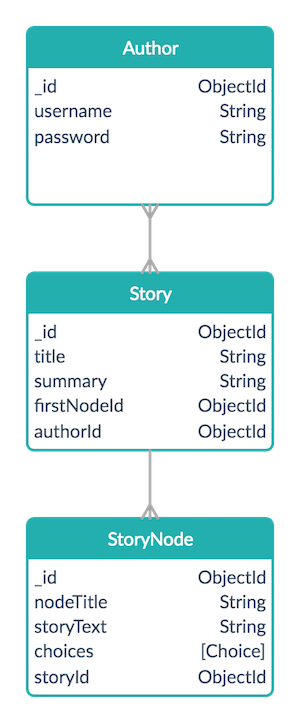 Author
_id ObjectId
username String
password String
Story
_id ObjectId
title String
summary String
firstNodeId ObjectId
authorId ObjectId
StoryNode
_id ObjectId
nodeTitle String
storyText String
choices [Choice]
storyId ObjectId